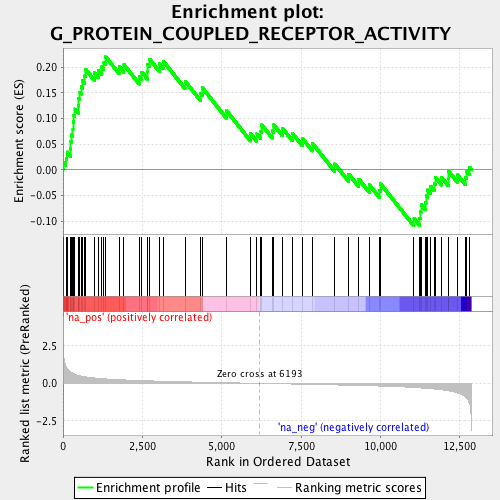 Enrichment plot:
G_PROTEIN_COUPLED_RECEPTOR_ACTIVITY
Enrichment score (ES)
0.20
0.15
0.10
0.05
0.00
-0.05
-0.10
'na_pos' (positively correlated)
Ranked list metric (PreRanked)
2.5
0.0
-2.5
Zero cross at 6193
'na_neg' (negatively correlated)
0
2,500
5,000
7,500
10,000
12,500
Rank in Ordered Dataset
Enrichment profile
Hits
Ranking metric scores